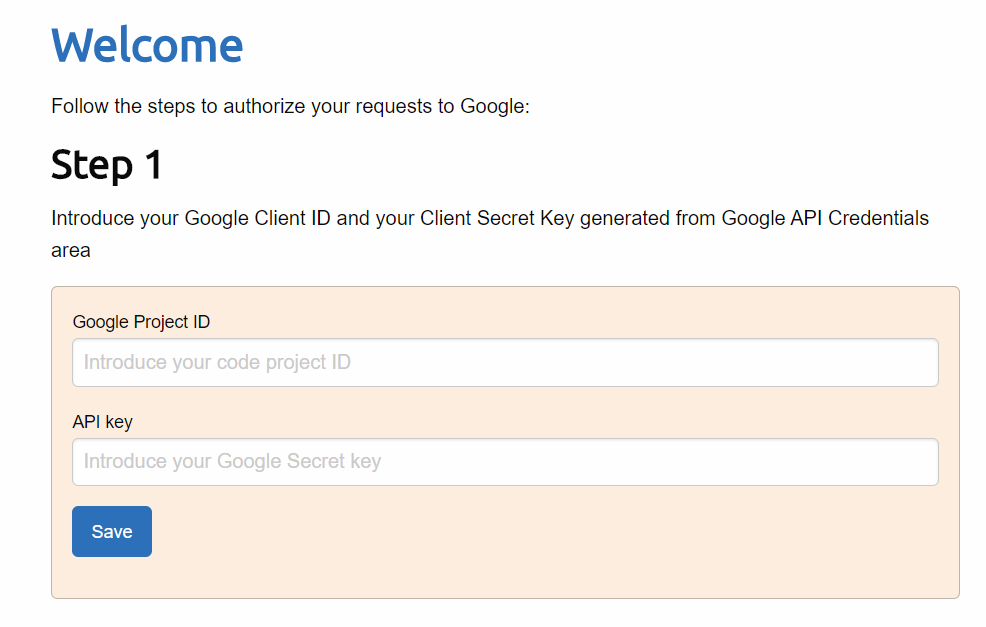 Welcome
Follow the steps to authorize your requests to Google:
Step 1
Introduce your Google Client ID and your Client Secret Key generated from Google API Credentials
area
Google Project ID
Introduce your code project ID
API key
Introduce your Google Secret key
Save